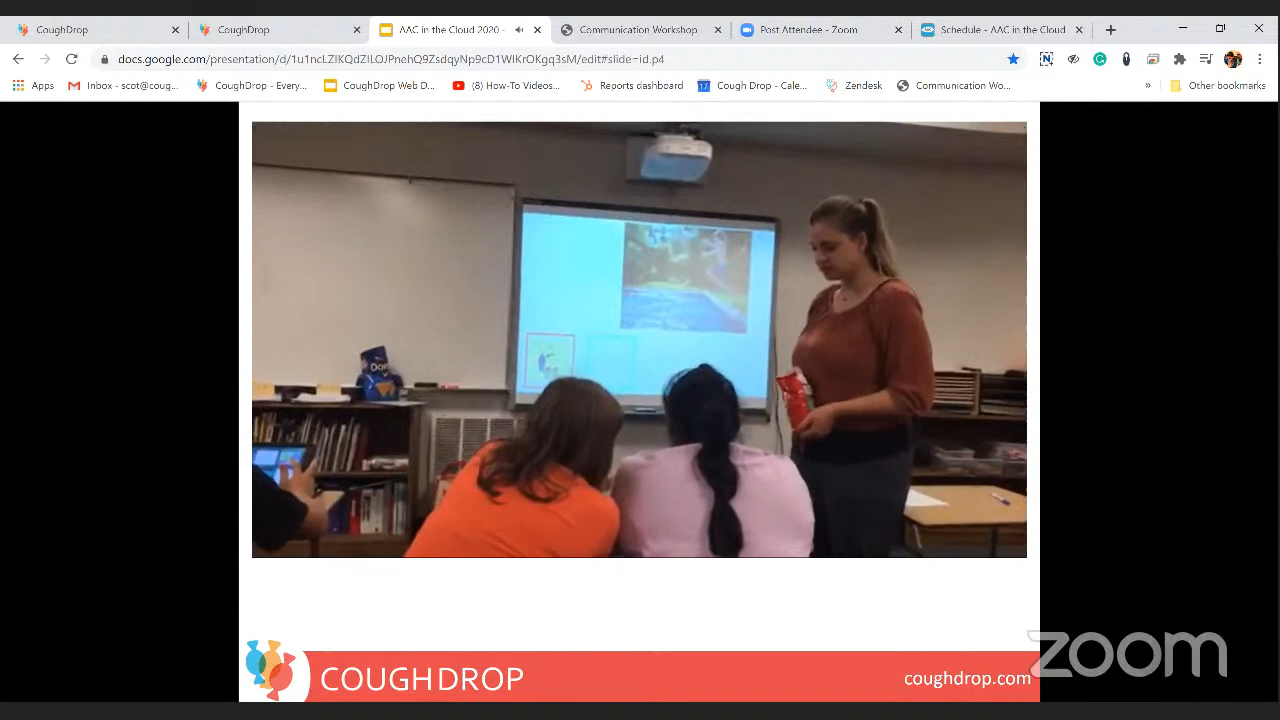 CoughDrop
CoughDrop
AAC in the Cloud 2020 -
Communication Workshop
Post Attendee - Zoom
Schedule - AAC in the Cloud
docs.google.com/presentation/d/
/edit#slide=id.p4
Apps
Inbox - scot@coug...
CoughDrop - Every...
CoughDrop Web D...
(8) How-To Videos...
Reports dashboard
Cough Drop - Cale...
Zendesk
Communication Wo...
» Other bookmarks
COUGHDROP
coughdrop.com
zoom